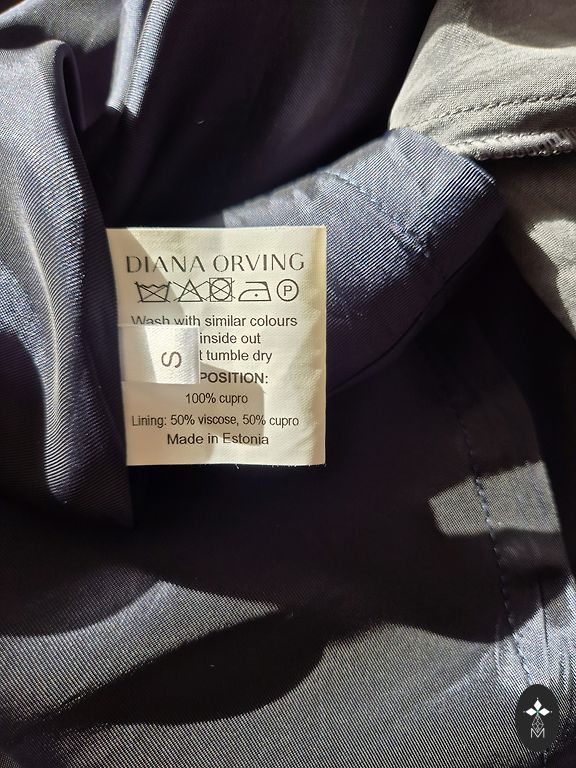 DIANA ORVING
P
Wash with similar colours
inside out
t tumble dry
S
POSITION:
100% cupro
Lining: 50% viscose, 50% cupro
Made in Estonia
M